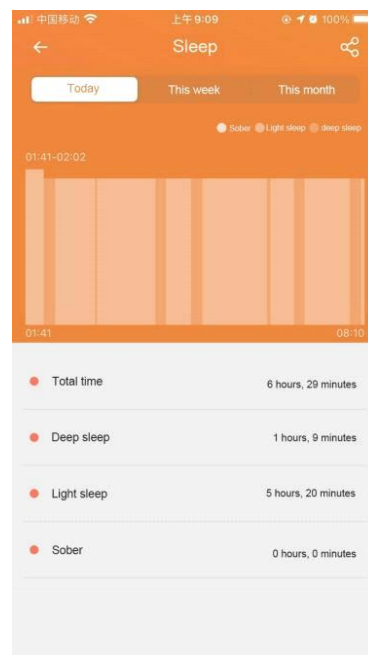 中国移动 上午9:09 100%
Sleep
Today This week This month
Sober Light sleep deep sleep
01:41-02:02
01:41 08:10
Total time 6 hours, 29 minutes
Deep sleep 1 hours, 9 minutes
Light sleep 5 hours, 20 minutes
Sober 0 hours, 0 minutes